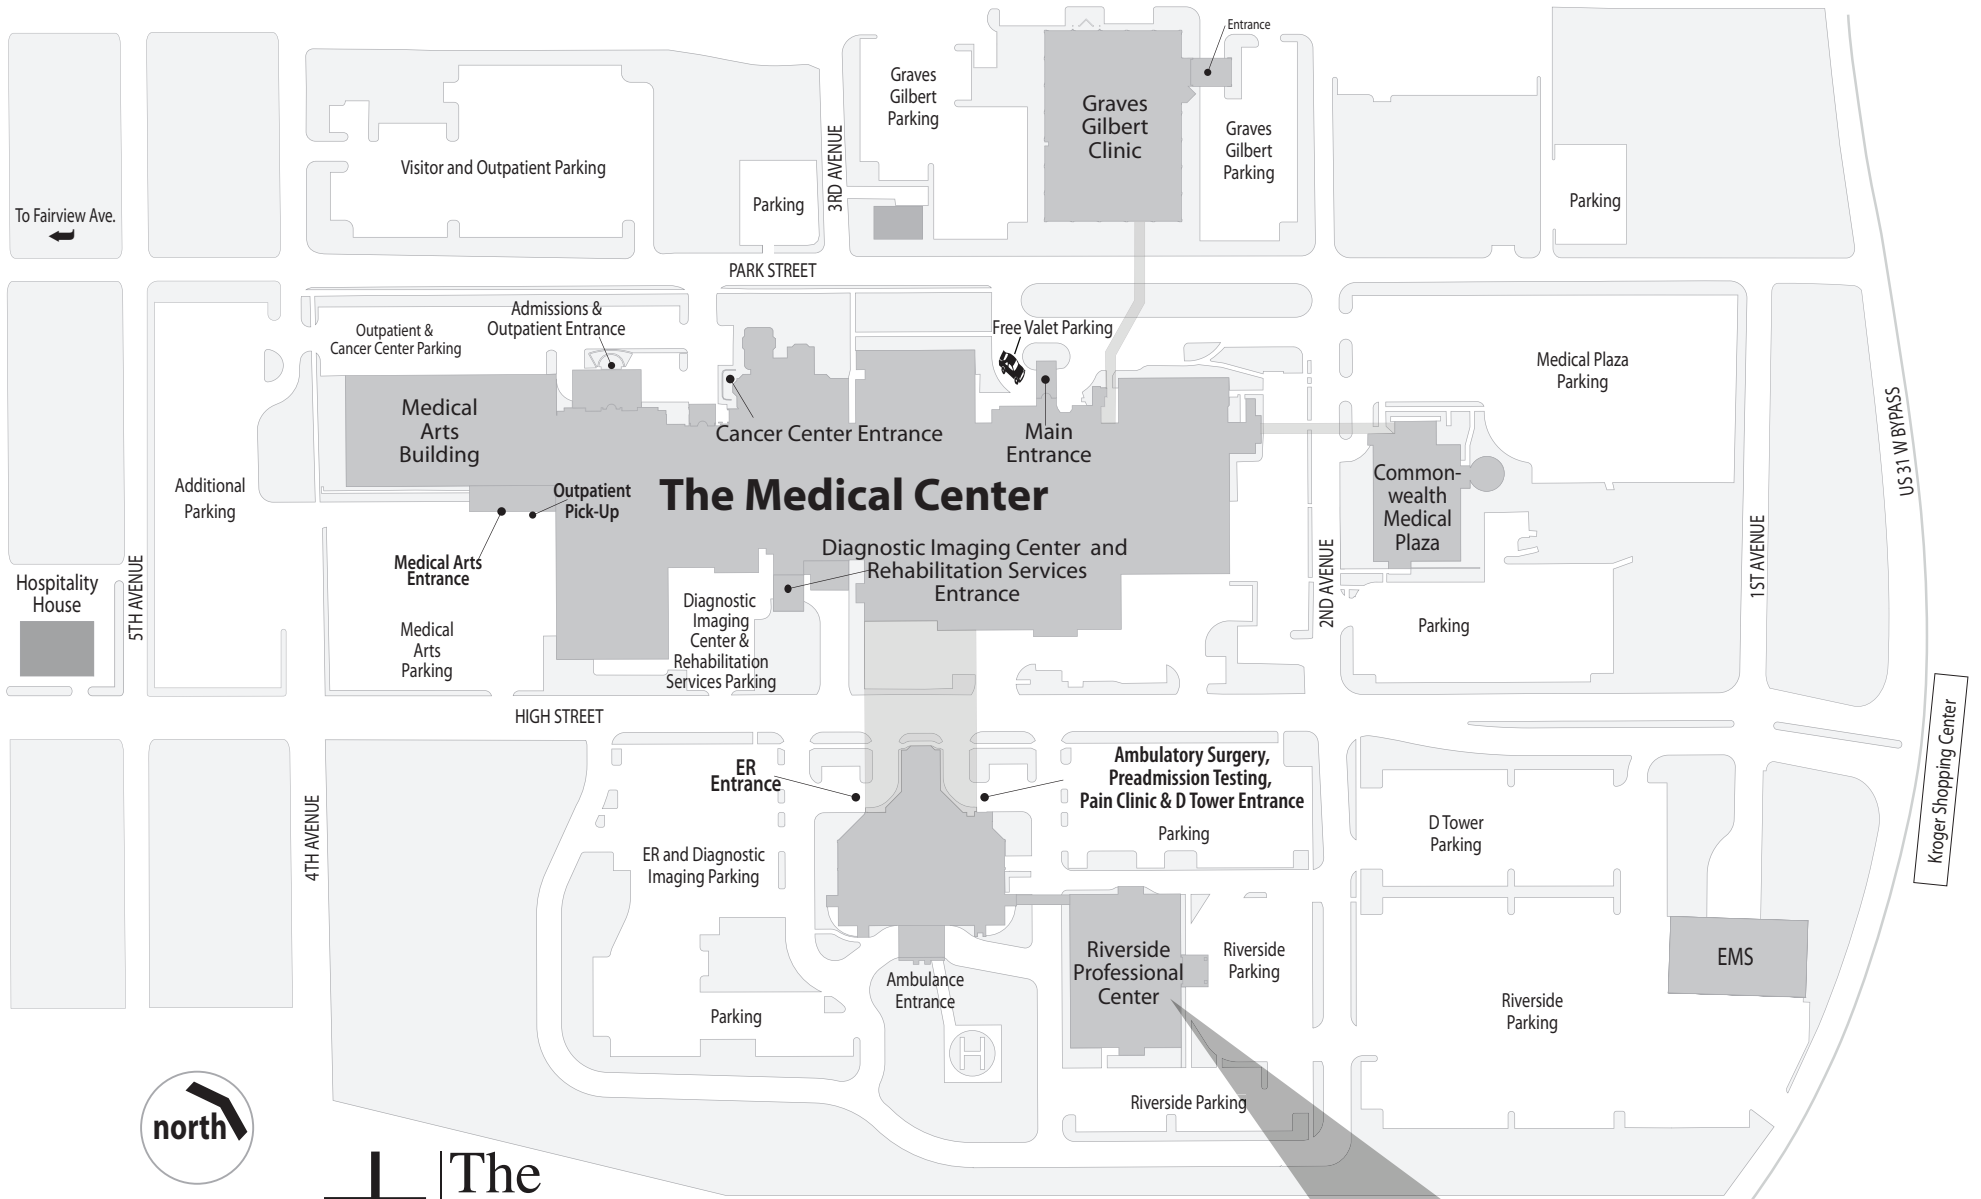 Entrance
Graves
Gilbert
Parking
Graves
Gilbert
Clinic
Graves
Gilbert
Parking
3RD AVENUE
Visitor and Outpatient Parking
Parking
Parking
To Fairview Ave.
PARK STREET
Admissions &
Outpatient Entrance
Outpatient &
Cancer Center Parking
Free Valet Parking
Medical Plaza
Parking
US 31 W BYPASS
Medical
Arts
Building
Cancer Center Entrance
Main
Entrance
Additional
Parking
Outpatient
Pick-Up
The Medical Center
Common-
wealth
Medical
Plaza
Medical Arts
Entrance
Diagnostic Imaging Center and
Rehabilitation Services
Entrance
2ND AVENUE
1ST AVENUE
Hospitality
House
5TH AVENUE
Medical
Arts
Parking
Diagnostic
Imaging
Center &
Rehabilitation
Services Parking
Parking
HIGH STREET
Kroger Shopping Center
ER
Entrance
Ambulatory Surgery,
Preadmission Testing,
Pain Clinic & D Tower Entrance
Parking
4TH AVENUE
ER and Diagnostic
Imaging Parking
D Tower
Parking
Riverside
Professional
Center
Riverside
Parking
EMS
Ambulance
Entrance
Parking
Riverside
Parking
H
Riverside Parking
north
The